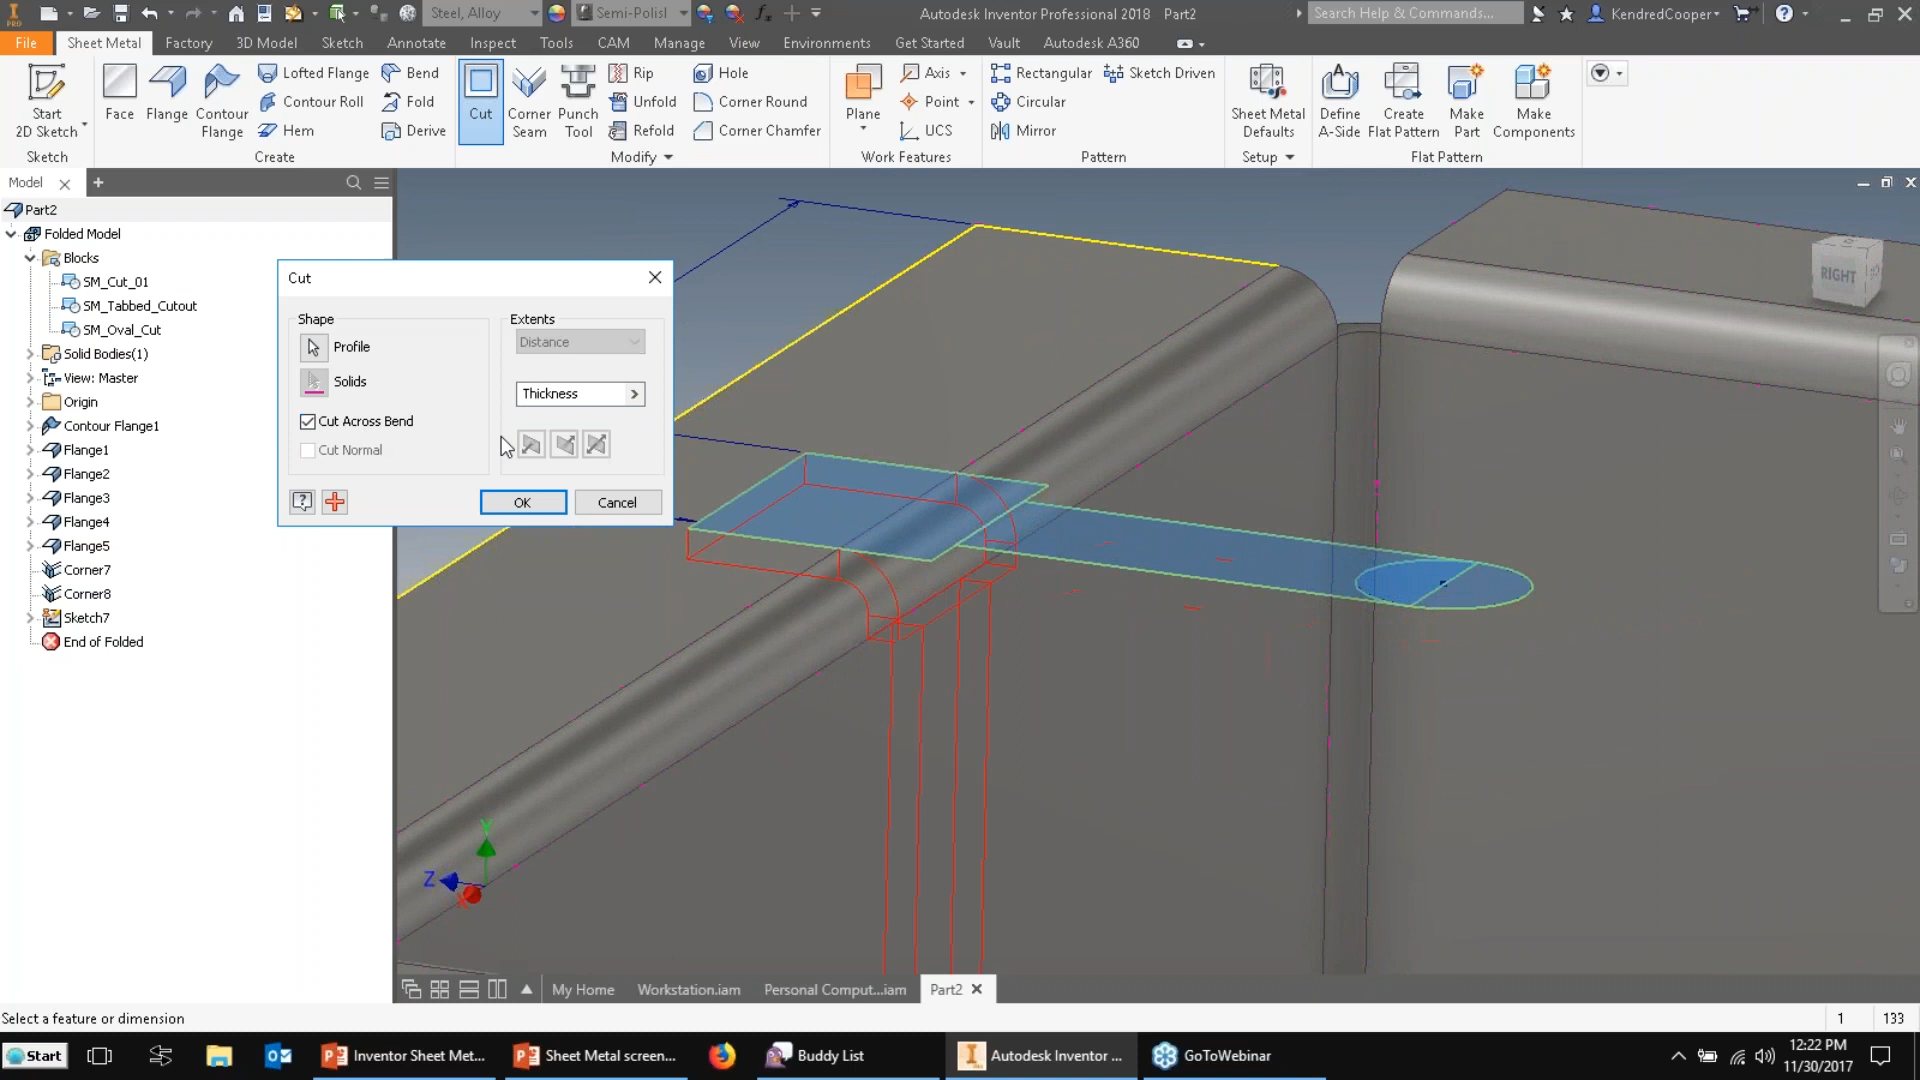 PRO
Steel, Alloy
Semi-Polisl
Autodesk Inventor Professional 2018 Part2
Search Help & Commands...
KendredCooper
File
Sheet Metal
Factory
3D Model
Sketch
Annotate
Inspect
Tools
CAM
Manage
View
Environments
Get Started
Vault
Autodesk A360
Start
2D Sketch
Face
Flange
Contour
Flange
Lofted Flange
Contour Roll
Hem
Bend
Fold
Derive
Cut
Corner
Seam
Punch
Tool
Rip
Unfold
Refold
Hole
Corner Round
Corner Chamfer
Plane
Axis
Point
UCS
Rectangular
Circular
Mirror
Sketch Driven
Sheet Metal
Defaults
Define
A-Side
Create
Flat Pattern
Make
Part
Make
Components
Sketch
Create
Modify
Work Features
Pattern
Setup
Flat Pattern
Model
Part2
Folded Model
Blocks
SM_Cut_01
SM_Tabbed_Cutout
SM_Oval_Cut
Solid Bodies(1)
View: Master
Origin
Contour Flange1
Flange1
Flange2
Flange3
Flange4
Flange5
Corner7
Corner8
Sketch7
End of Folded
Cut
Shape
Profile
Solids
Cut Across Bend
Cut Normal
Extents
Distance
Thickness
OK
Cancel
RIGHT
Y
Z
X
My Home
Workstation.iam
Personal Comput...iam
Part2
Select a feature or dimension
1
133
Start
Inventor Sheet Met...
Sheet Metal screen...
Buddy List
Autodesk Inventor ...
GoToWebinar
12:22 PM
11/30/2017